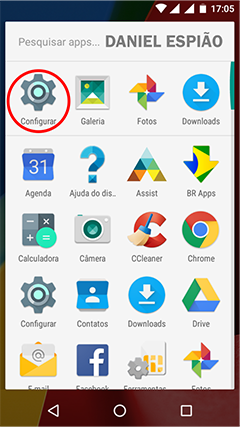 17:05
Pesquisar apps... DANIEL ESPIÃO
Configurar Galeria Fotos Downloads
31
Agenda Ajuda do dis.. Assist BR Apps
Calculadora Câmera CCleaner Chrome
Configurar Contatos Downloads Drive
E-mail Facebook Ferramentas Fotos